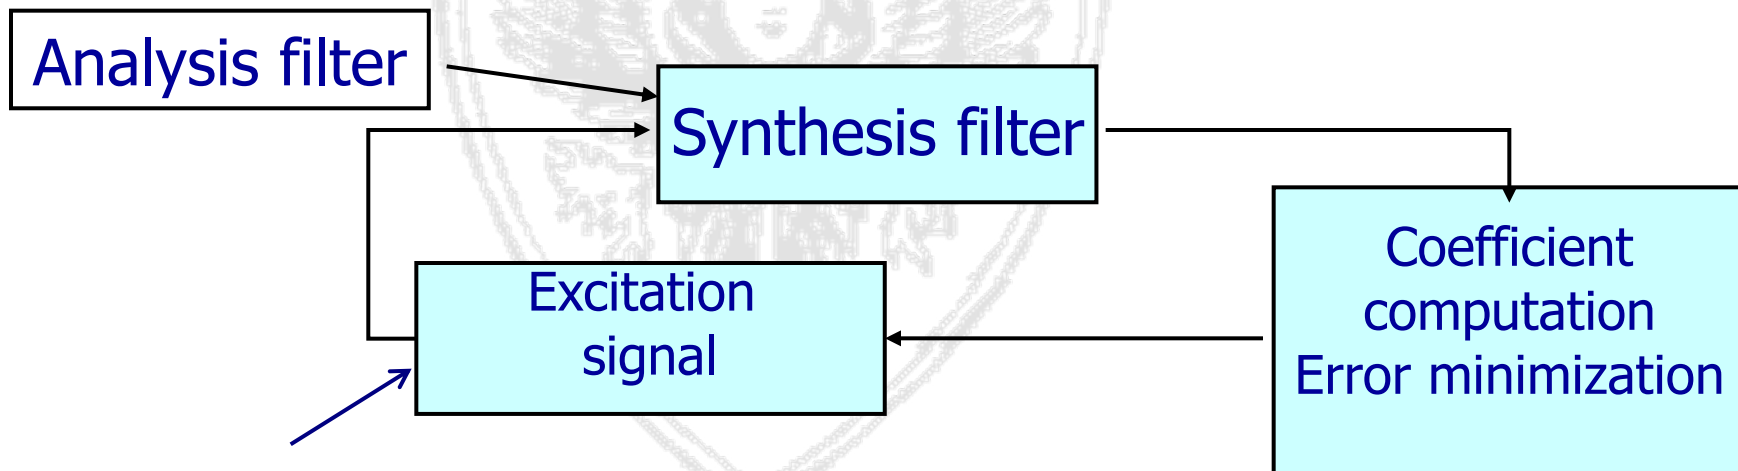 Analysis filter
Synthesis filter
Excitation
signal
Coefficient
computation
Error minimization